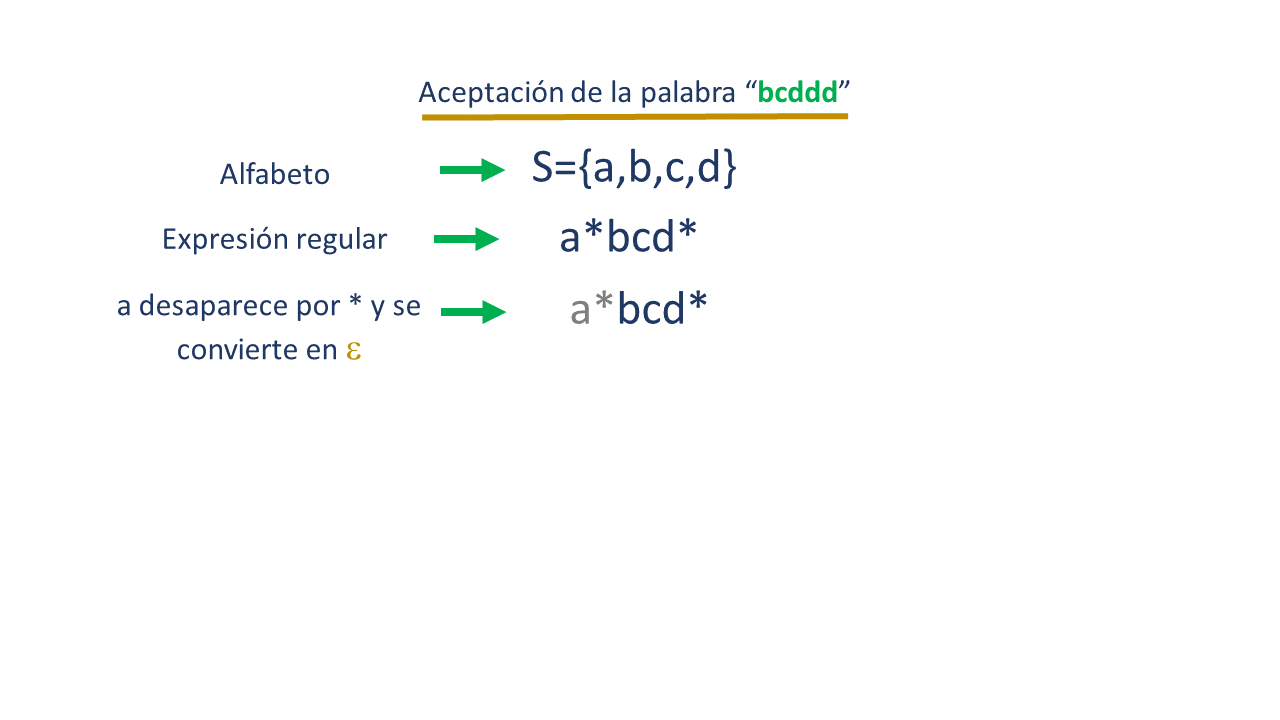 Aceptación de la palabra “bcddd”
Alfabeto
S={a,b,c,d}
Expresión regular
a*bcd*
a desaparece por * y se
convierte en ε
a*bcd*